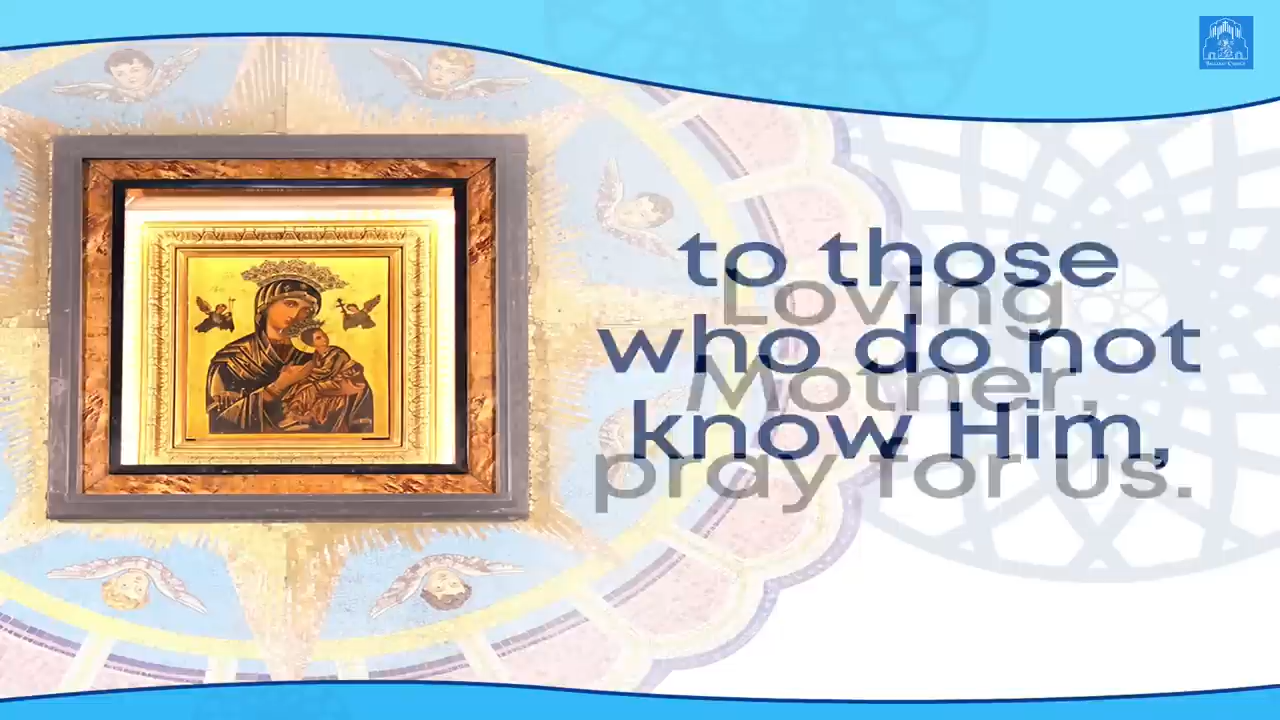 to those
who do not
know Him,
Loving
Mother,
pray for us.